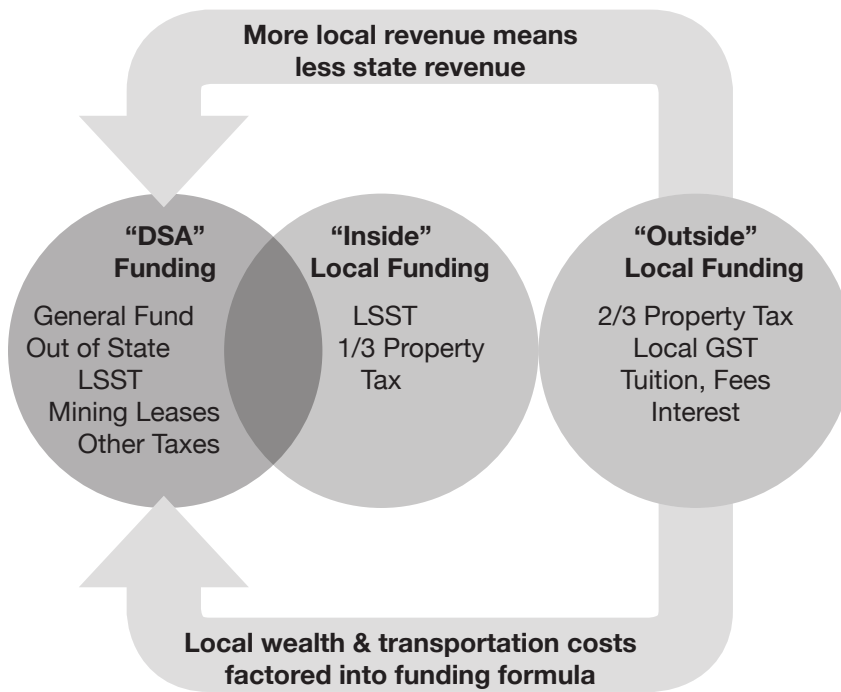 More local revenue means
less state revenue
“DSA”
Funding
General Fund
Out of State
LSST
Mining Leases
Other Taxes
“Inside”
Local Funding
LSST
1/3 Property
Tax
“Outside”
Local Funding
2/3 Property Tax
Local GST
Tuition, Fees
Interest
Local wealth & transportation costs
factored into funding formula